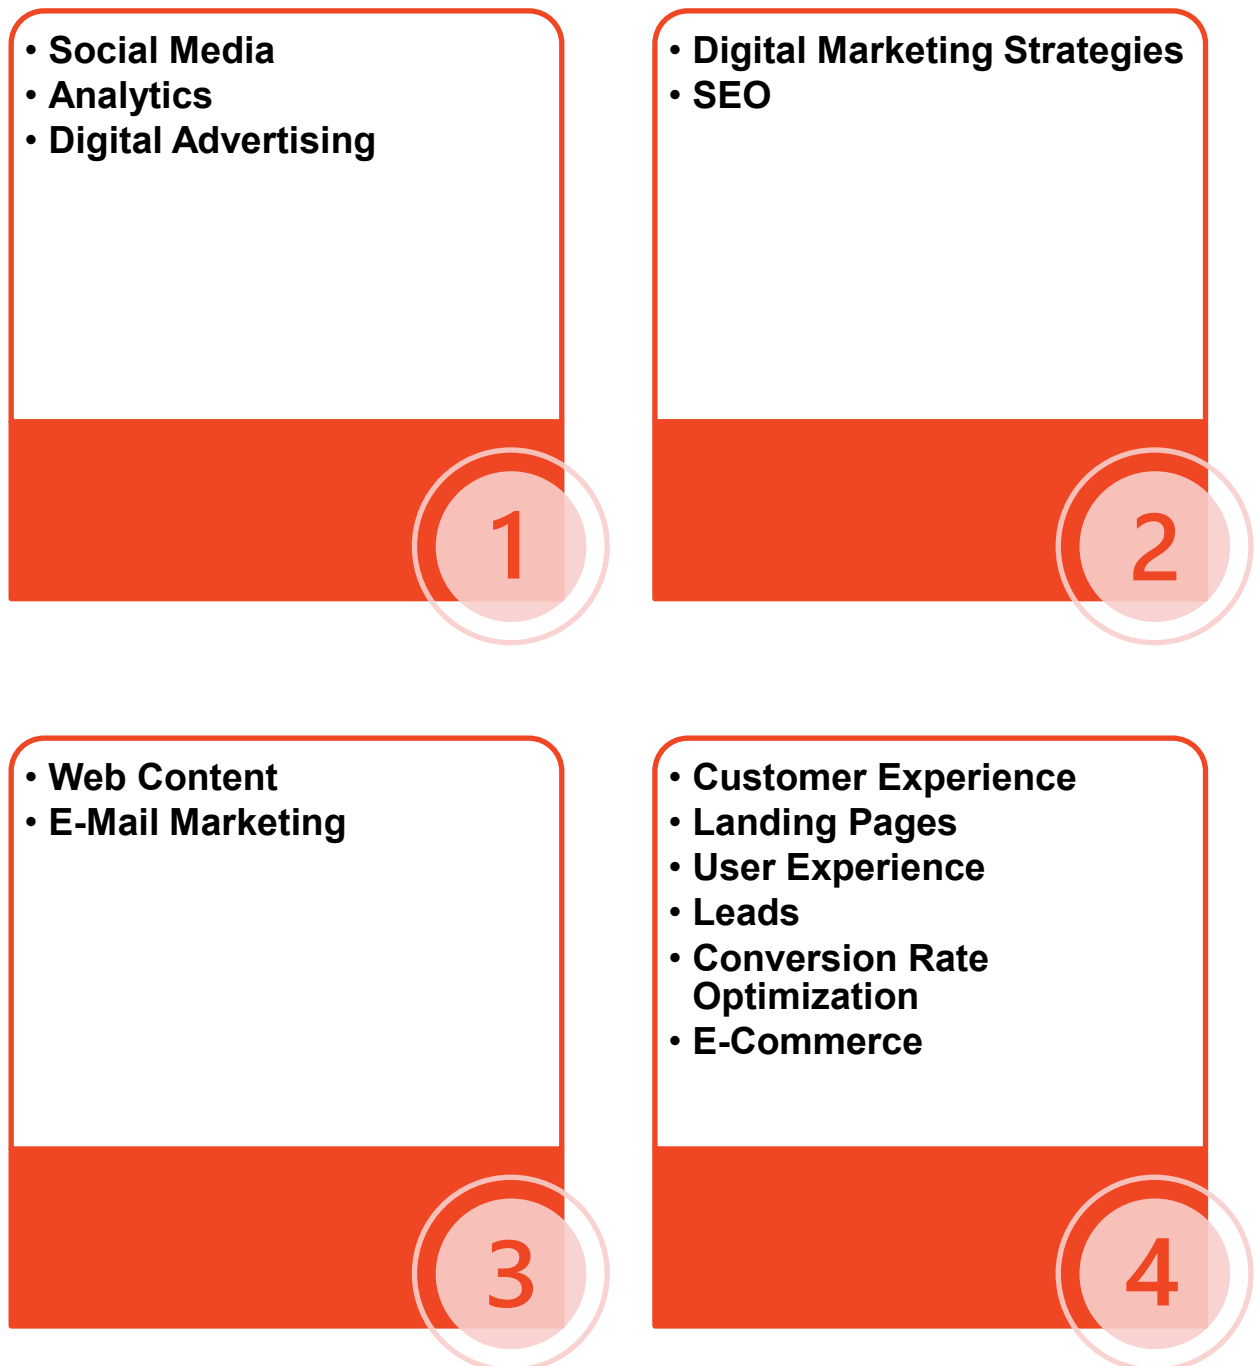 • Social Media
• Analytics
• Digital Advertising
1
• Digital Marketing Strategies
• SEO
2
• Web Content
• E-Mail Marketing
3
• Customer Experience
• Landing Pages
• User Experience
• Leads
• Conversion Rate
Optimization
• E-Commerce
4